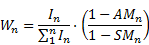 W_n = \frac{I_n}{\sum_1^n I_n} \cdot \left( \frac{1 - AM_n}{1 - SM_n} \right)